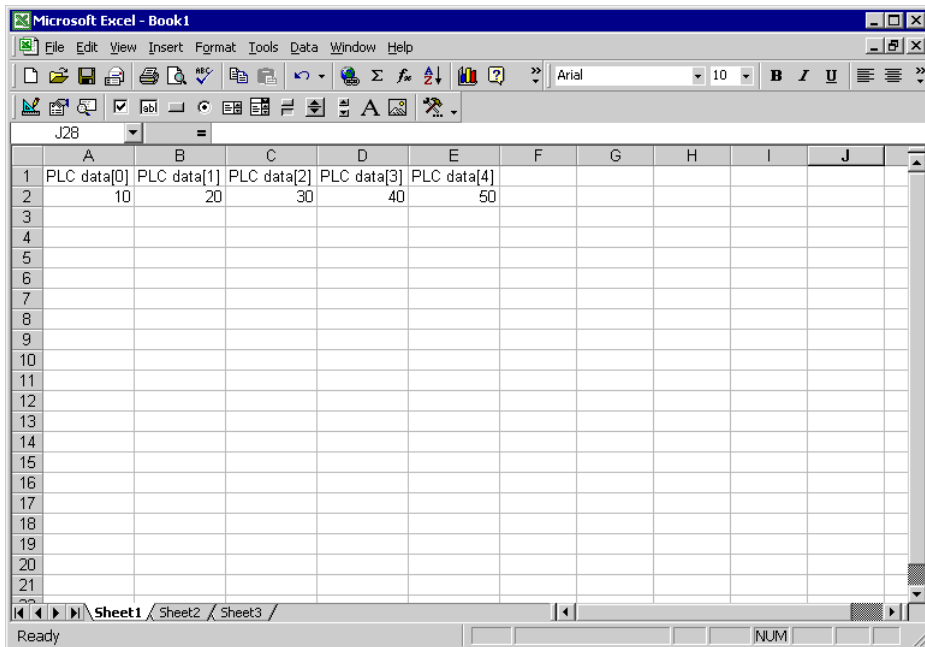 Microsoft Excel - Book1
File Edit View Insert Format Tools Data Window Help
ABC Σ fx A Z ? » Arial 10 B I U »
ab| A
J28 =
A B C D E F G H I J
1 PLC data[0] PLC data[1] PLC data[2] PLC data[3] PLC data[4]
2 10 20 30 40 50
3
4
5
6
7
8
9
10
11
12
13
14
15
16
17
18
19
20
21
Sheet1 Sheet2 Sheet3
Ready NUM